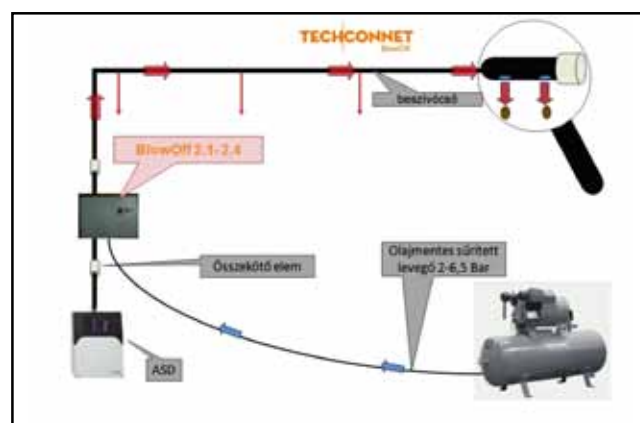 TECHCONNET
BlowOff
beszívócső
BlowOff 2.1-2.4
Összekötő elem
Olajmentes sűrített
levegő 2-6,5 Bar
ASD